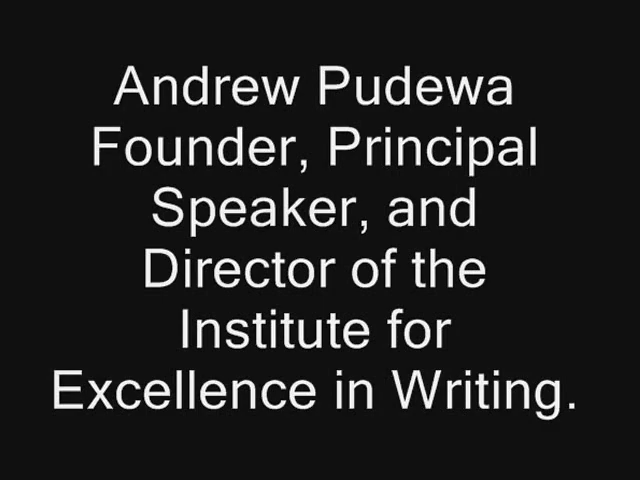 Andrew Pudewa
Founder, Principal
Speaker, and
Director of the
Institute for
Excellence in Writing.